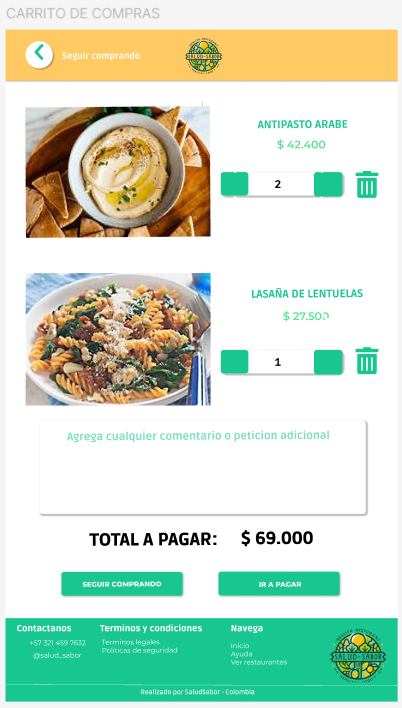 CARRITO DE COMPRAS
Seguir comprando
SALUD-SABOR
ANTIPASTO ARABE
$ 42.400
2
LASAÑA DE LENTUELAS
$ 27.500
1
Agrega cualquier comentario o peticion adicional
TOTAL A PAGAR: $ 69.000
SEGUIR COMPRANDO IR A PAGAR
Contactanos Terminos y condiciones Navega
+57 321 459 7632 Terminos legales Inicio
@salud_sabor Politicas de seguridad Ayuda
Ver restaurantes
SALUD-SABOR
Realizado por SaludSabor - Colombia